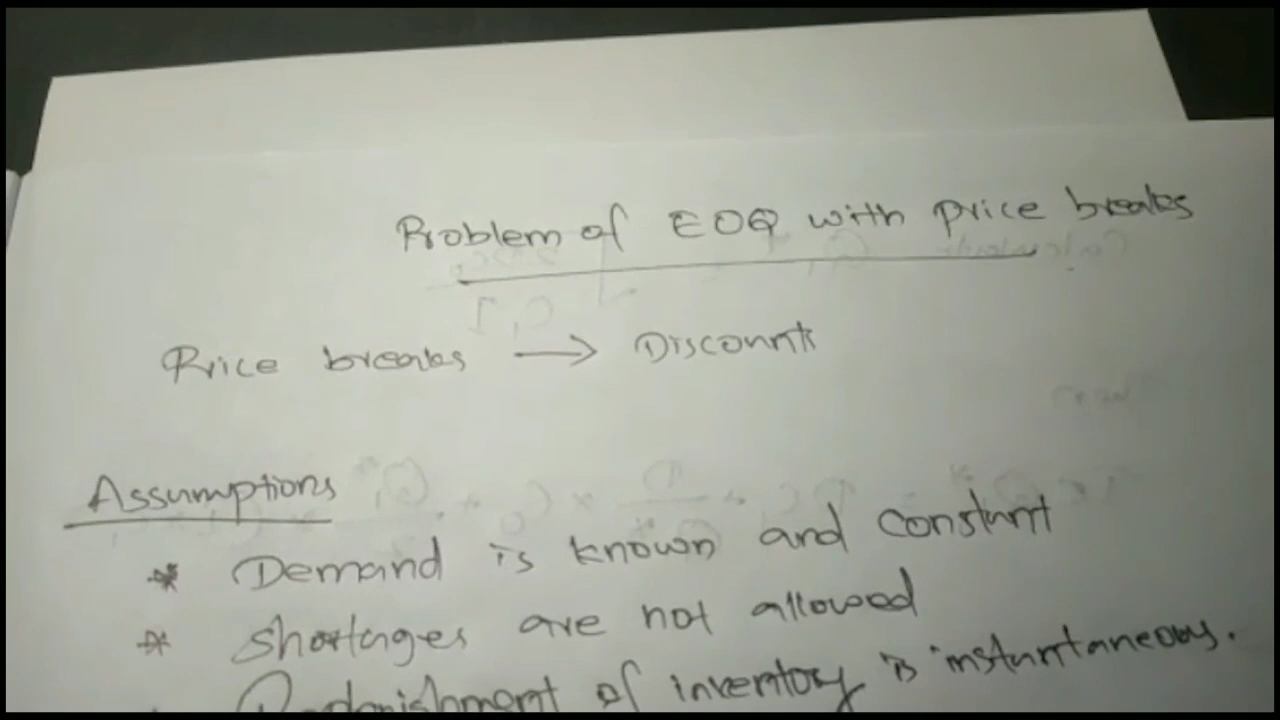 Problem of EOQ with price breaks
Price breaks → Discounts
Assumptions
* Demand is known and constant
* Shortages are not allowed
* Replenishment of inventory is instantaneous.